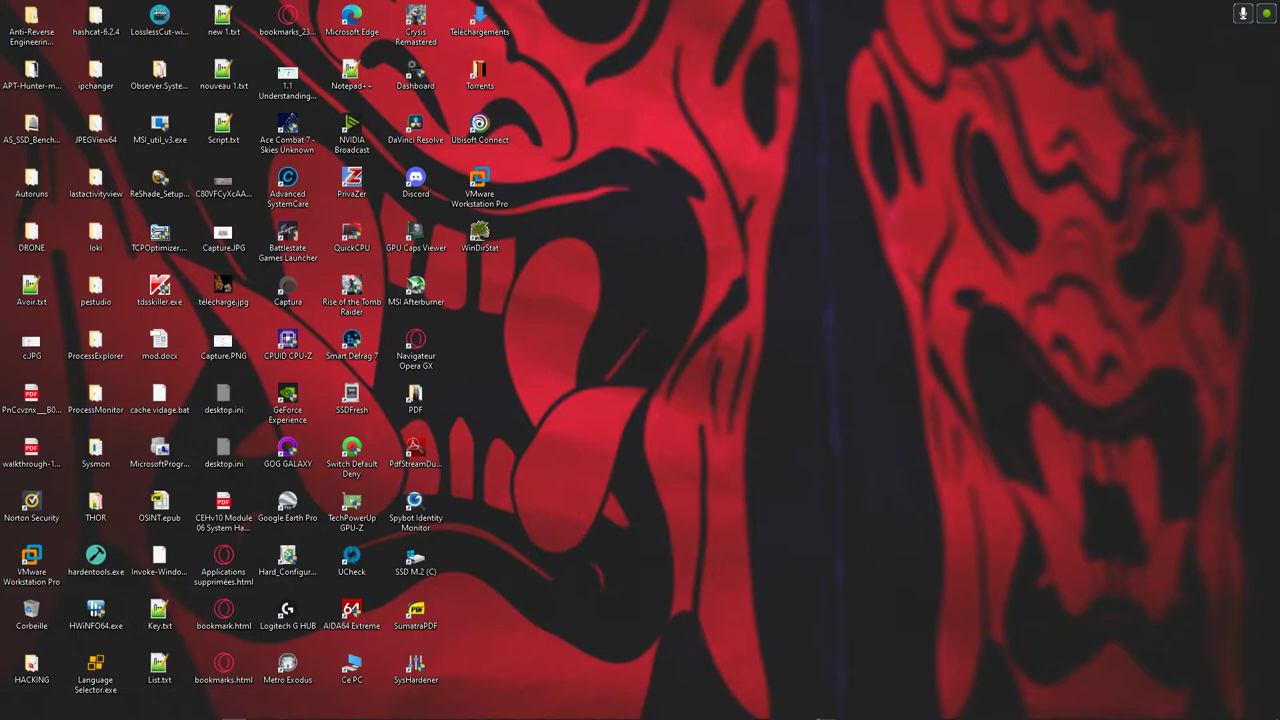 Anti-Reverse
Engineerin...
APT-Hunter-m...
AS_SSD_Bench...
Autoruns
DRONE
Avoir.txt
cJPG
PnCcvznx__B0...
walkthrough-1...
Norton Security
VMware
Workstation Pro
Corbeille
HACKING
hashcat-6.2.4
ipchanger
JPEGView64
lastactivityview
loki
pestudio
ProcessExplorer
ProcessMonitor
Sysmon
THOR
hardentools.exe
HWiNFO64.exe
Language
Selector.exe
LosslessCut-wi...
Observer.Syste...
MSI_util_v3.exe
ReShade_Setup...
TCPOptimizer....
tdsskiller.exe
mod.docx
cache vidage.bat
MicrosoftProgr...
OSINT.epub
Invoke-Windo...
Key.txt
List.txt
new 1.txt
nouveau 1.txt
Script.txt
C80VFCyXcAA...
Capture.JPG
télécharge.jpg
Capture.PNG
desktop.ini
desktop.ini
CEHv10 Module
06 System Ha...
Applications
supprimées.html
bookmark.html
bookmarks.html
bookmarks_23...
1.1
Understanding...
Ace Combat 7 -
Skies Unknown
Advanced
SystemCare
Battlestate
Games Launcher
Captura
CPUID CPU-Z
GeForce
Experience
GOG GALAXY
Google Earth Pro
Hard_Configur...
Logitech G HUB
Metro Exodus
Microsoft Edge
Notepad++
NVIDIA
Broadcast
PrivaZer
QuickCPU
Rise of the Tomb
Raider
Smart Defrag 7
SSDFresh
Switch Default
Deny
TechPowerUp
GPU-Z
UCheck
AIDA64 Extreme
Ce PC
Crysis
Remastered
Dashboard
DaVinci Resolve
Discord
GPU Caps Viewer
MSI Afterburner
Navigateur
Opera GX
PDF
PdfStreamDu...
Spybot Identity
Monitor
SSD M.2 (C)
SumatraPDF
SysHardener
Téléchargements
Torrents
Ubisoft Connect
VMware
Workstation Pro
WinDirStat